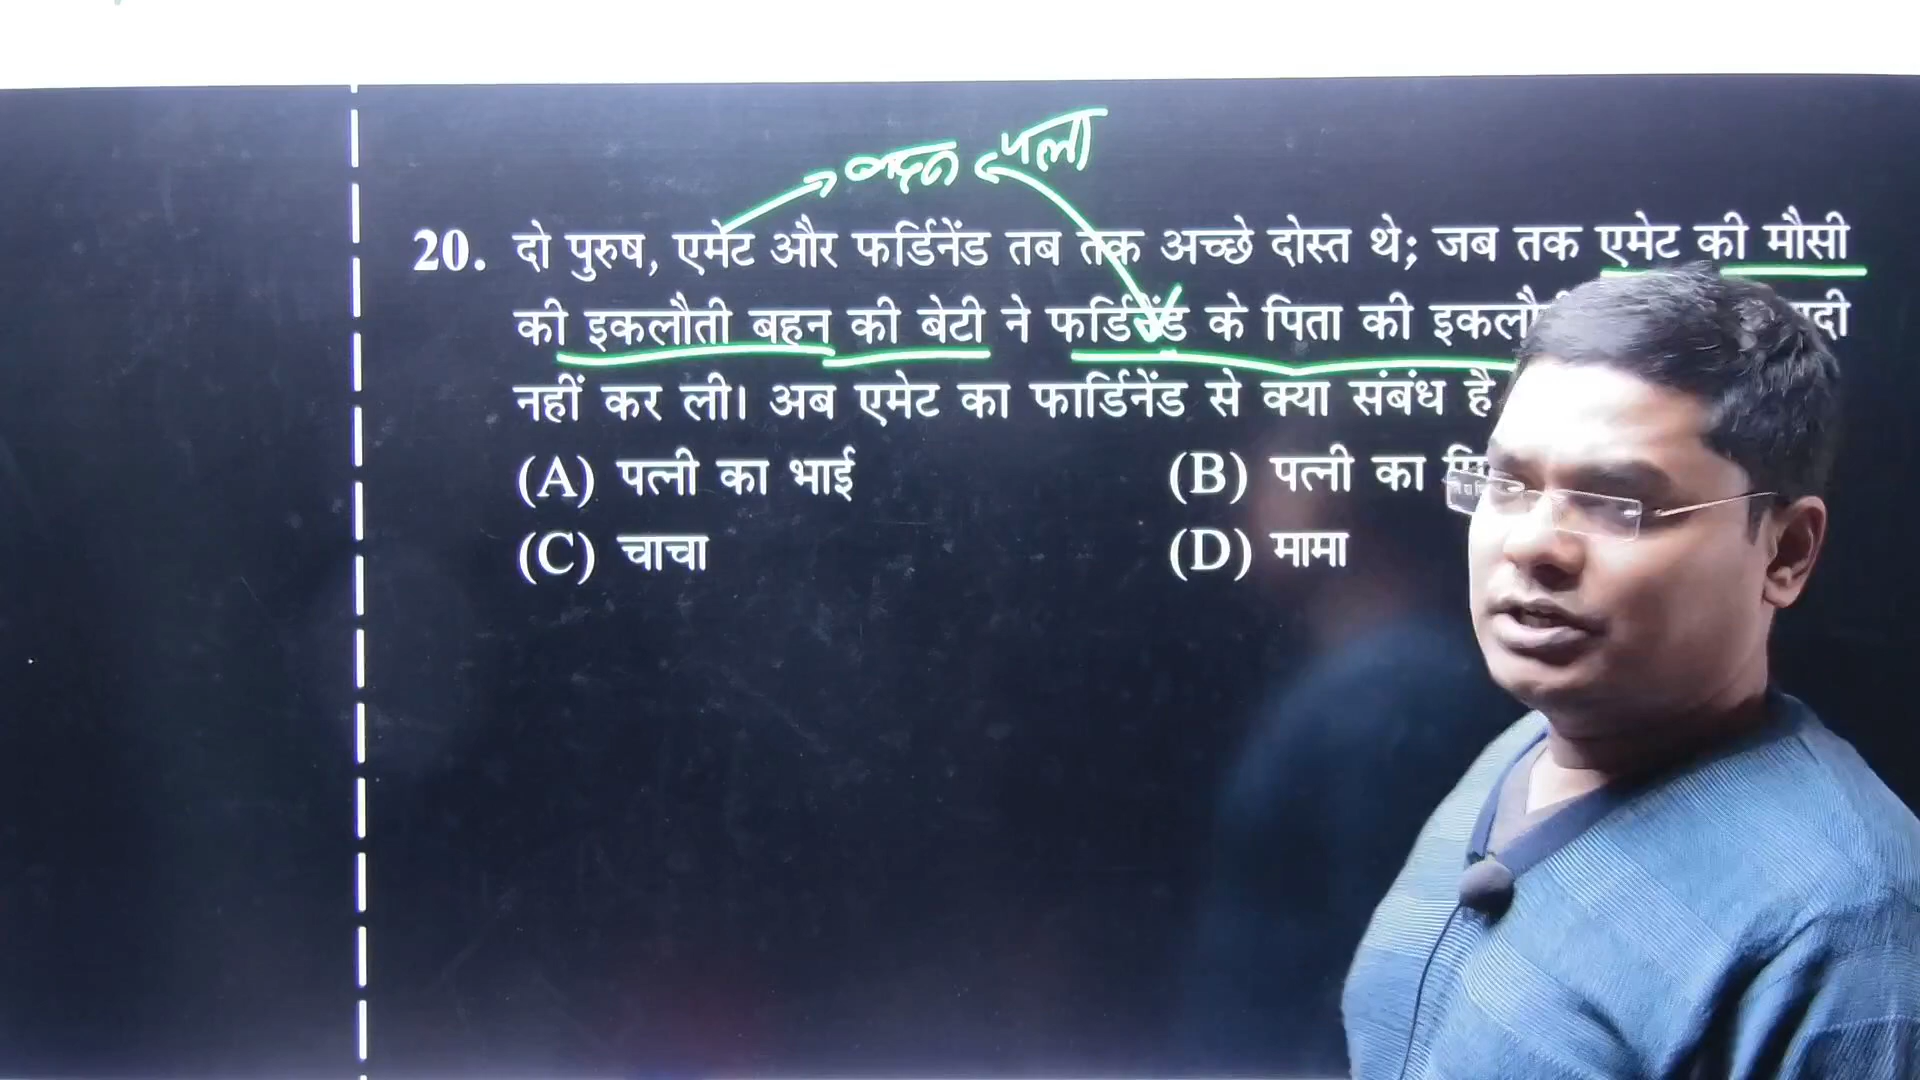 बहन पत्नी
20. दो पुरुष, एमेट और फर्डिनेंड तब तक अच्छे दोस्त थे; जब तक एमेट की मौसी
की इकलौती बहन की बेटी ने फर्डिनेंड के पिता की
नहीं कर ली। अब एमेट का फार्डिनेंड से क्या संबंध है
(A) पत्नी का भाई (B) पत्नी का
(C) चाचा (D) मामा